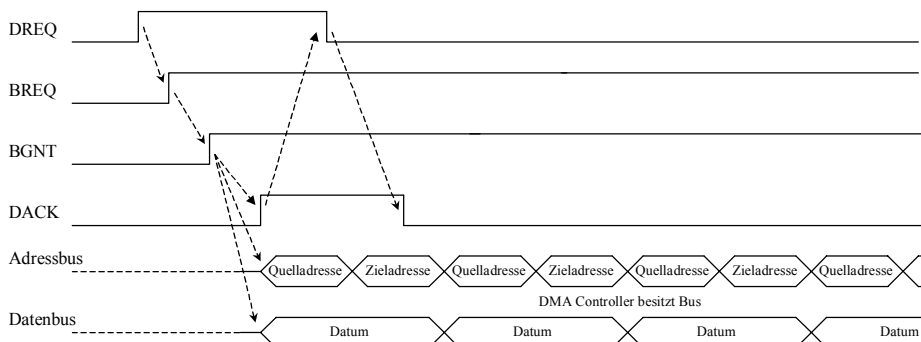 DREQ
BREQ
BGNT
DACK
Adressbus
Quelladresse Zieladresse Quelladresse Zieladresse Quelladresse Zieladresse Quelladresse
DMA Controller besitzt Bus
Datenbus
Datum Datum Datum Datum